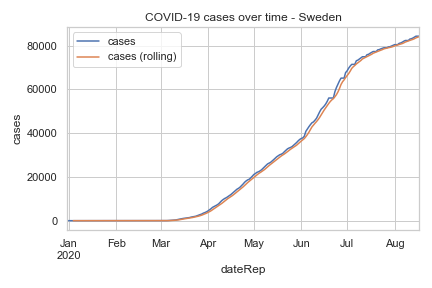 COVID-19 cases over time - Sweden
cases
cases (rolling)
80000
60000
40000
20000
0
cases
Jan Feb Mar Apr May Jun Jul Aug
2020
dateRep